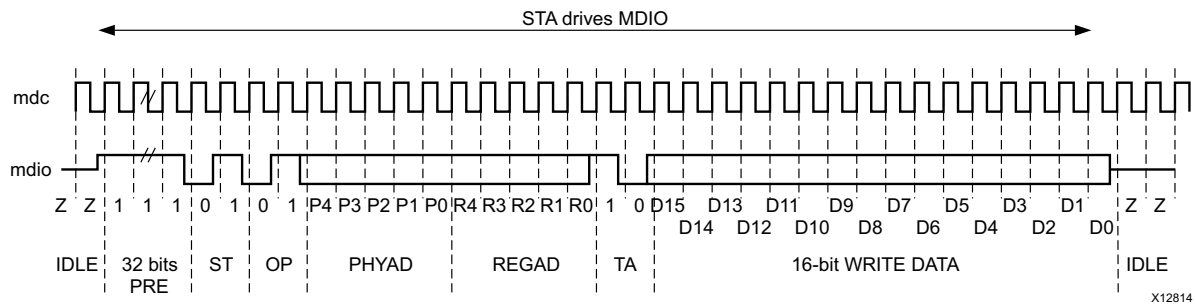 STA drives MDIO
mdc
mdio
Z Z 1 1 1 0 1 0 1 P4 P3 P2 P1 P0 R4 R3 R2 R1 R0 1 0 D15 D13 D11 D9 D7 D5 D3 D1 Z Z
D14 D12 D10 D8 D6 D4 D2 D0
IDLE 32 bits ST OP PHYAD REGAD TA 16-bit WRITE DATA IDLE
PRE
X12814